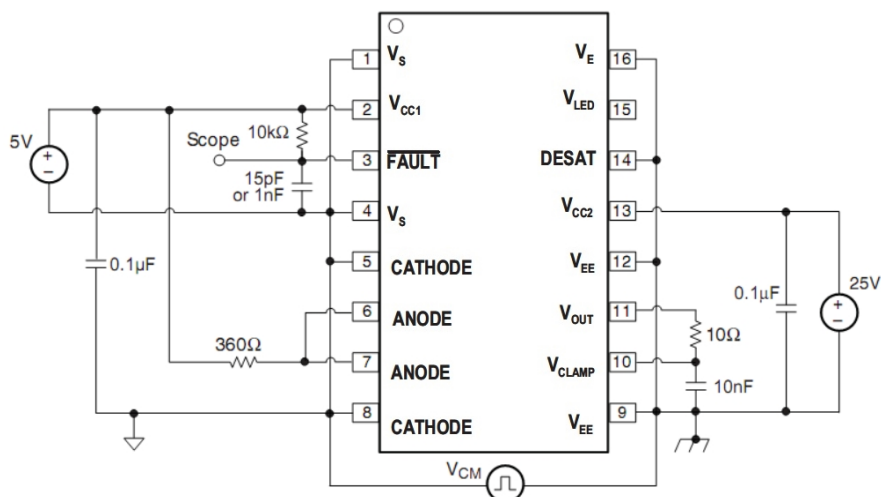 1 V_S V_E 16
2 V_CC1 V_LED 15
5V + −
10kΩ
Scope
3 F̅A̅U̅L̅T̅ DESAT 14
15pF
or 1nF
4 V_S V_CC2 13
5 CATHODE V_EE 12
0.1µF
25V + −
0.1µF
6 ANODE V_OUT 11
360Ω
10Ω
7 ANODE V_CLAMP 10
10nF
8 CATHODE V_EE 9
V_CM